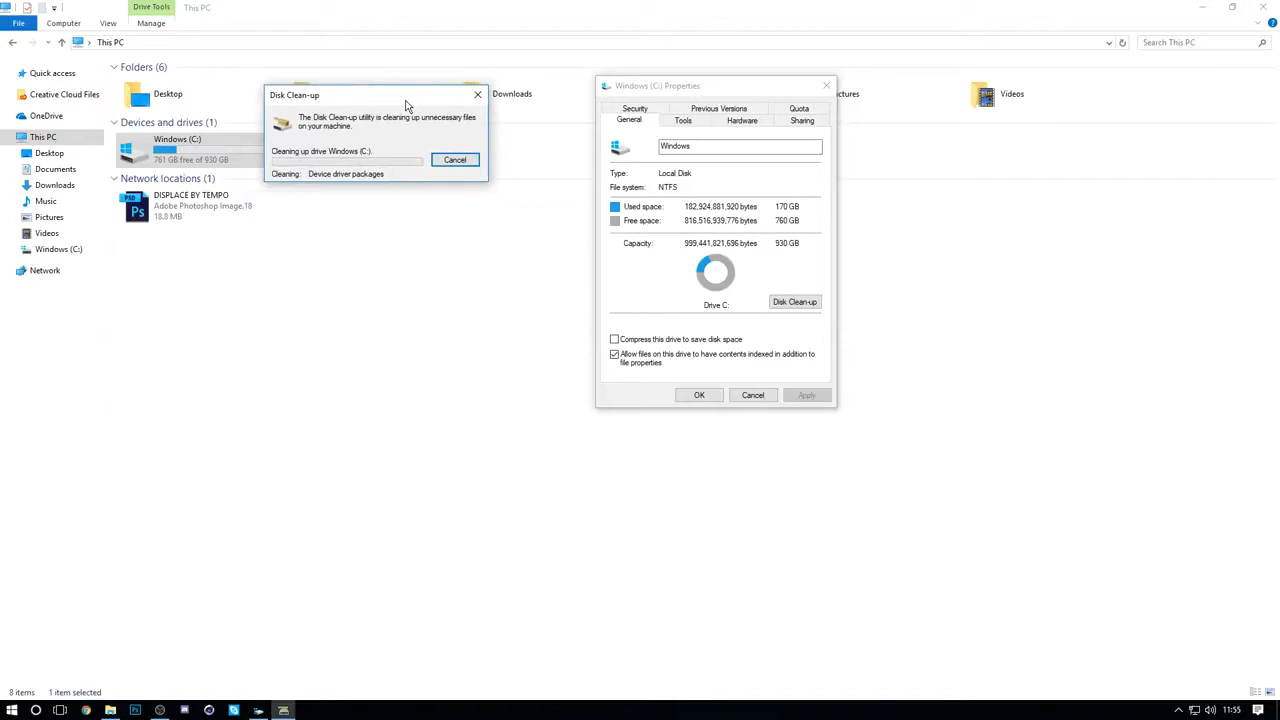 Drive Tools
This PC
File
Computer
View
Manage
This PC
Search This PC
Quick access
Creative Cloud Files
OneDrive
This PC
Desktop
Documents
Downloads
Music
Pictures
Videos
Windows (C:)
Network
Folders (6)
Desktop
Downloads
ctures
Videos
Devices and drives (1)
Windows (C:)
761 GB free of 930 GB
Network locations (1)
DISPLACE BY TEMPO
Adobe Photoshop Image.18
18.8 MB
PSD
Ps
Disk Clean-up
The Disk Clean-up utility is cleaning up unnecessary files
on your machine.
Cleaning up drive Windows (C:).
Cancel
Cleaning: Device driver packages
Windows (C:) Properties
Security
Previous Versions
Quota
General
Tools
Hardware
Sharing
Windows
Type: Local Disk
File system: NTFS
Used space: 182,924,881,920 bytes 170 GB
Free space: 816,516,939,776 bytes 760 GB
Capacity: 999,441,821,696 bytes 930 GB
Drive C:
Disk Clean-up
Compress this drive to save disk space
Allow files on this drive to have contents indexed in addition to
file properties
OK
Cancel
Apply
8 items
1 item selected
Ps
11:55